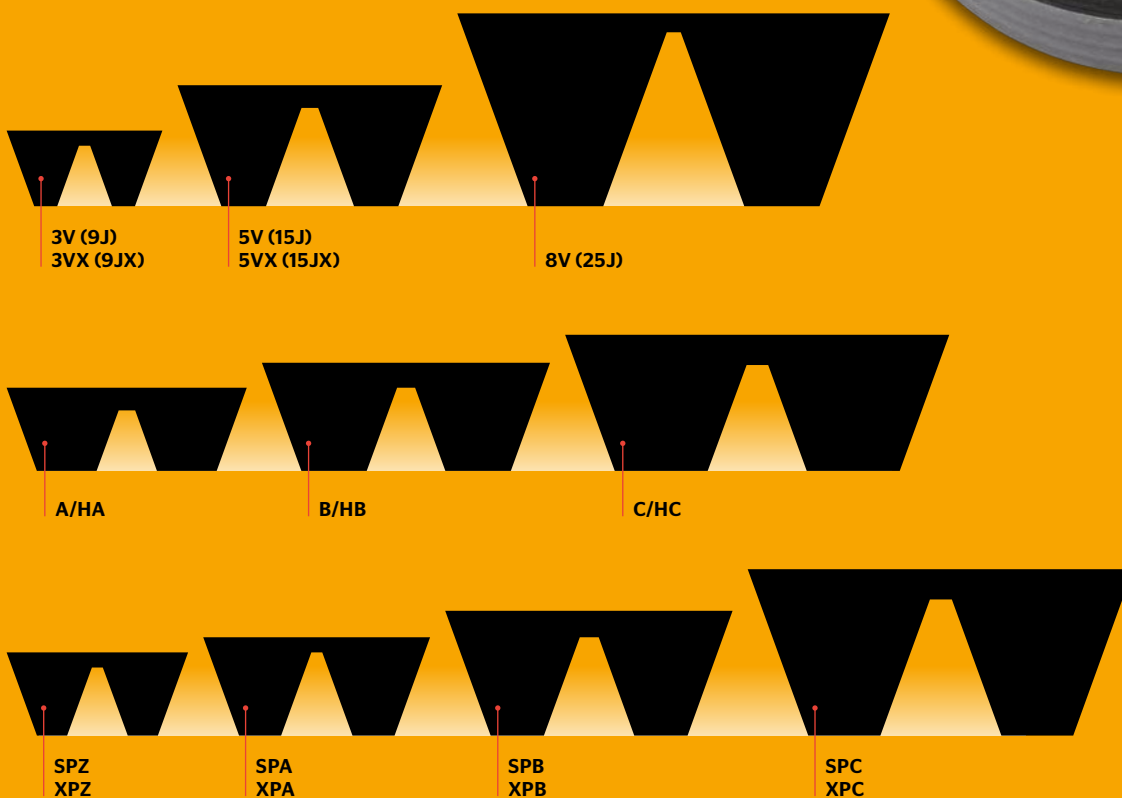 3V (9J)
3VX (9JX)
5V (15J)
5VX (15JX)
8V (25J)
A/HA
B/HB
C/HC
SPZ
XPZ
SPA
XPA
SPB
XPB
SPC
XPC